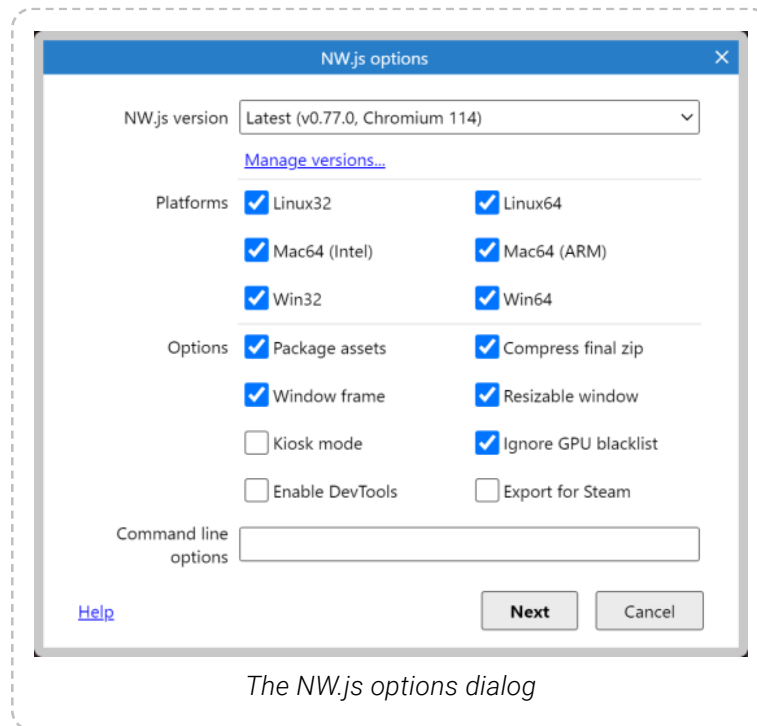 NW.js options
NW.js version Latest (v0.77.0, Chromium 114)
Manage versions...
Platforms Linux32 Linux64
Mac64 (Intel) Mac64 (ARM)
Win32 Win64
Options Package assets Compress final zip
Window frame Resizable window
Kiosk mode Ignore GPU blacklist
Enable DevTools Export for Steam
Command line
options
Help Next Cancel
The NW.js options dialog